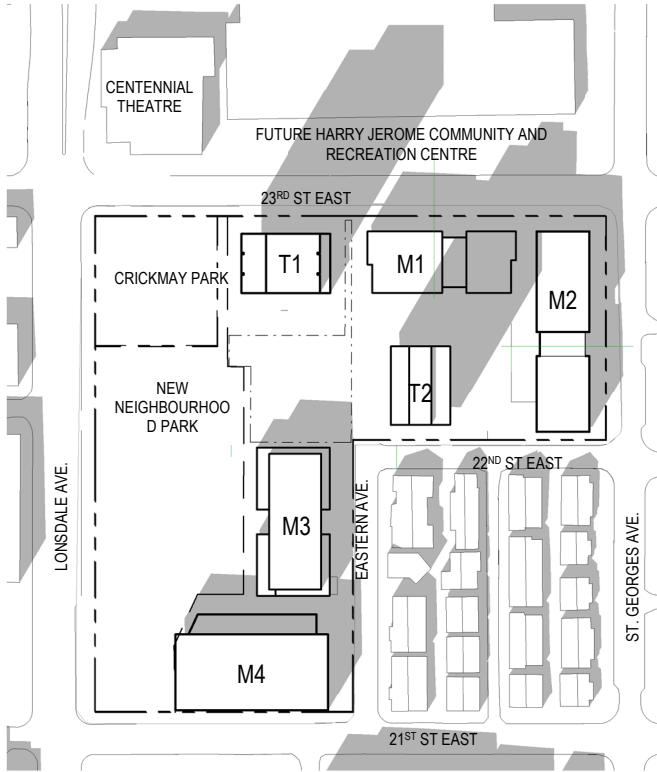 CENTENNIAL
THEATRE
FUTURE HARRY JEROME COMMUNITY AND
RECREATION CENTRE
23RD ST EAST
CRICKMAY PARK
T1
M1
M2
NEW
NEIGHBOURHOO
D PARK
T2
22ND ST EAST
LONSDALE AVE.
M3
EASTERN AVE.
ST. GEORGES AVE.
M4
21ST ST EAST